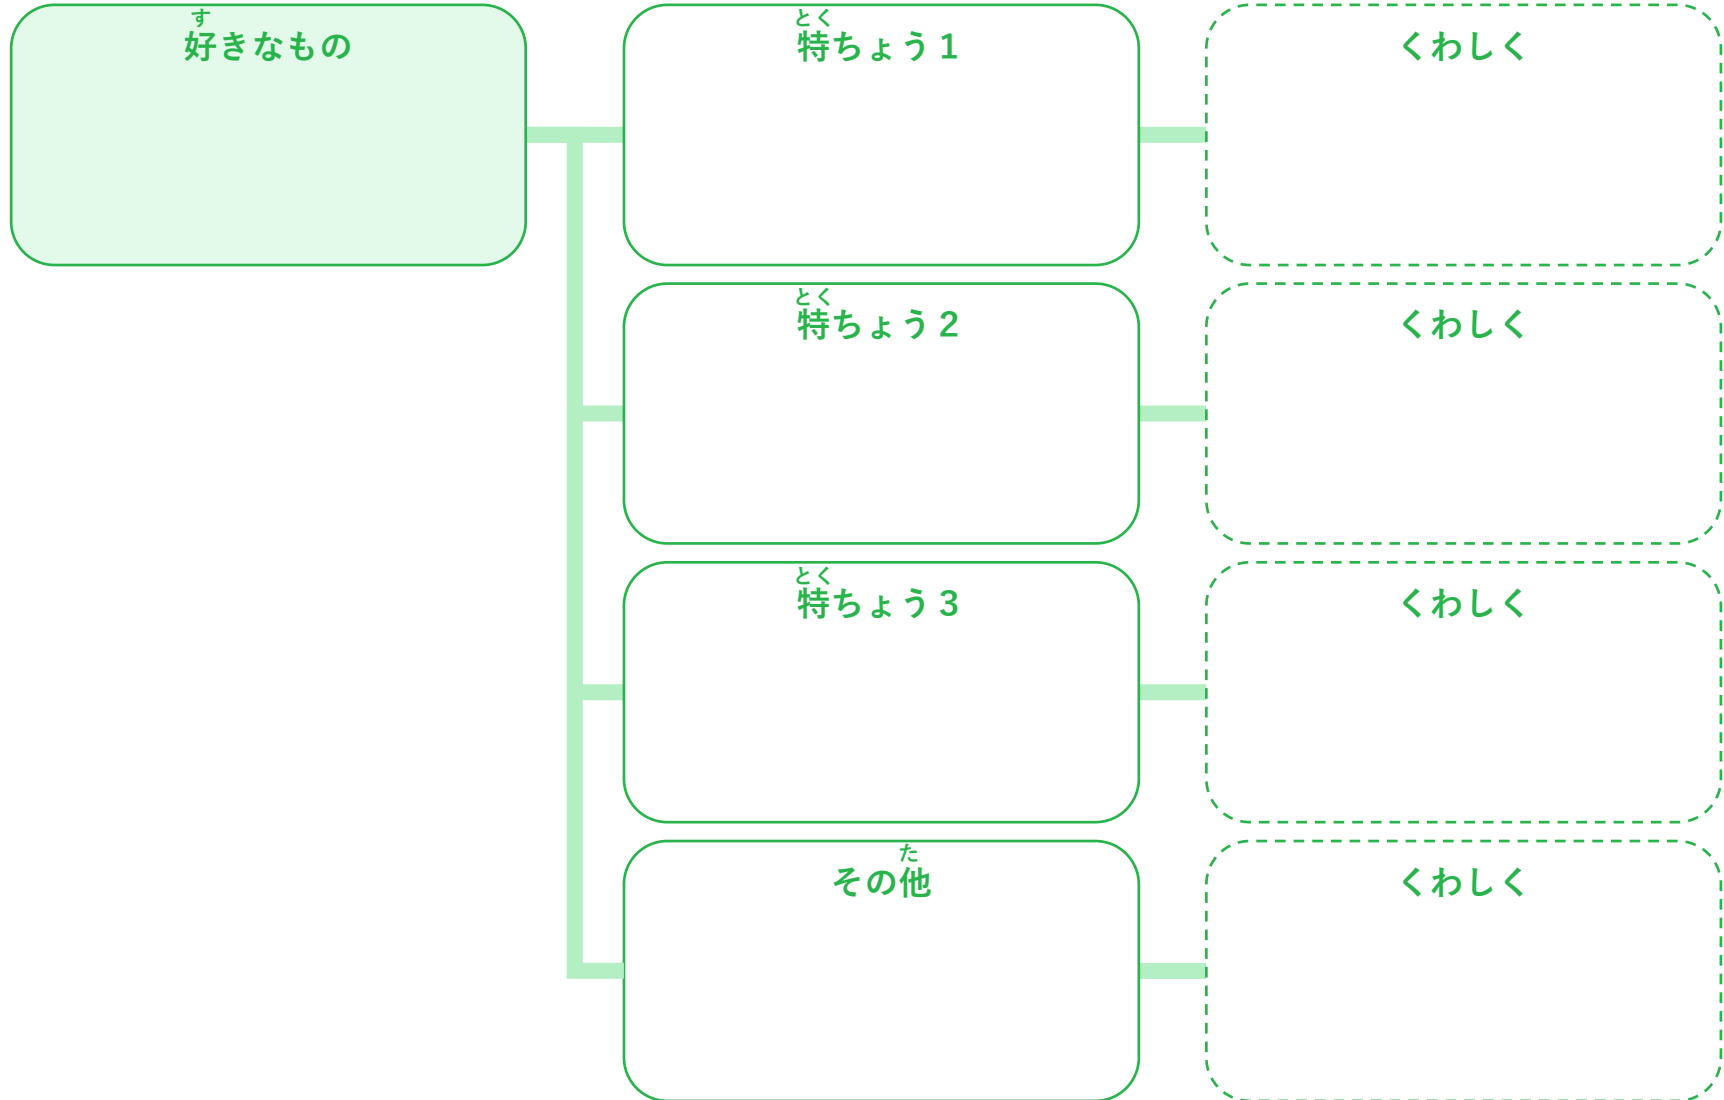 す
好きなもの
とく
特ちょう１
くわしく
とく
特ちょう２
くわしく
とく
特ちょう３
くわしく
た
その他
くわしく